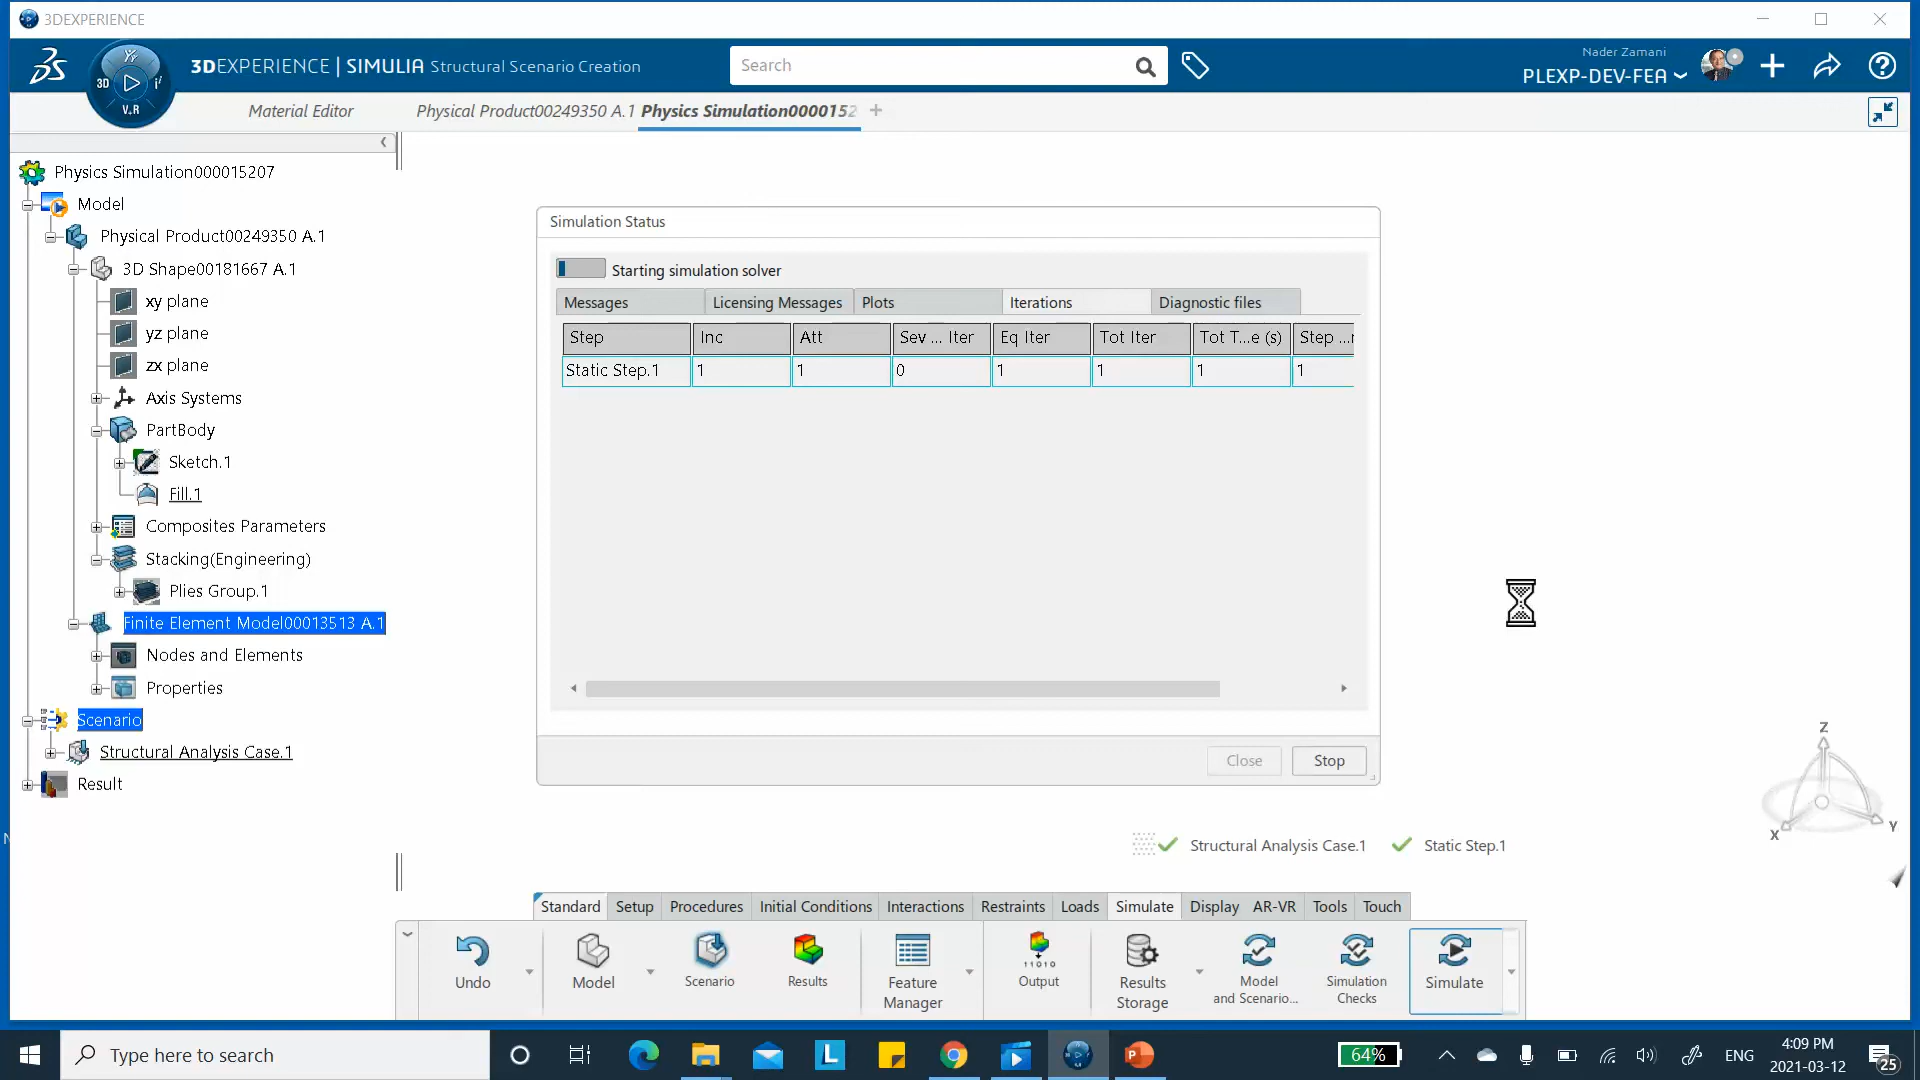 3DEXPERIENCE
3DEXPERIENCE | SIMULIA Structural Scenario Creation
3D
V.R
Search
Nader Zamani
PLEXP-DEV-FEA
Material Editor
Physical Product00249350 A.1
Physics Simulation0000152
Physics Simulation000015207
Model
Physical Product00249350 A.1
3D Shape00181667 A.1
xy plane
yz plane
zx plane
Axis Systems
PartBody
Sketch.1
Fill.1
Composites Parameters
Stacking(Engineering)
Plies Group.1
Finite Element Model00013513 A.1
Nodes and Elements
Properties
Scenario
Structural Analysis Case.1
Result
Simulation Status
Starting simulation solver
Messages Licensing Messages Plots Iterations Diagnostic files
Step Inc Att Sev ... Iter Eq Iter Tot Iter Tot T...e (s) Step ...
Static Step.1 1 1 0 1 1 1 1
Close Stop
Z
X
Y
Structural Analysis Case.1 Static Step.1
Standard Setup Procedures Initial Conditions Interactions Restraints Loads Simulate Display AR-VR Tools Touch
Undo
Model
Scenario
Results
Feature
Manager
11010
Output
Results
Storage
Model
and Scenario...
Simulation
Checks
Simulate
Type here to search
64%
ENG
4:09 PM
2021-03-12
25